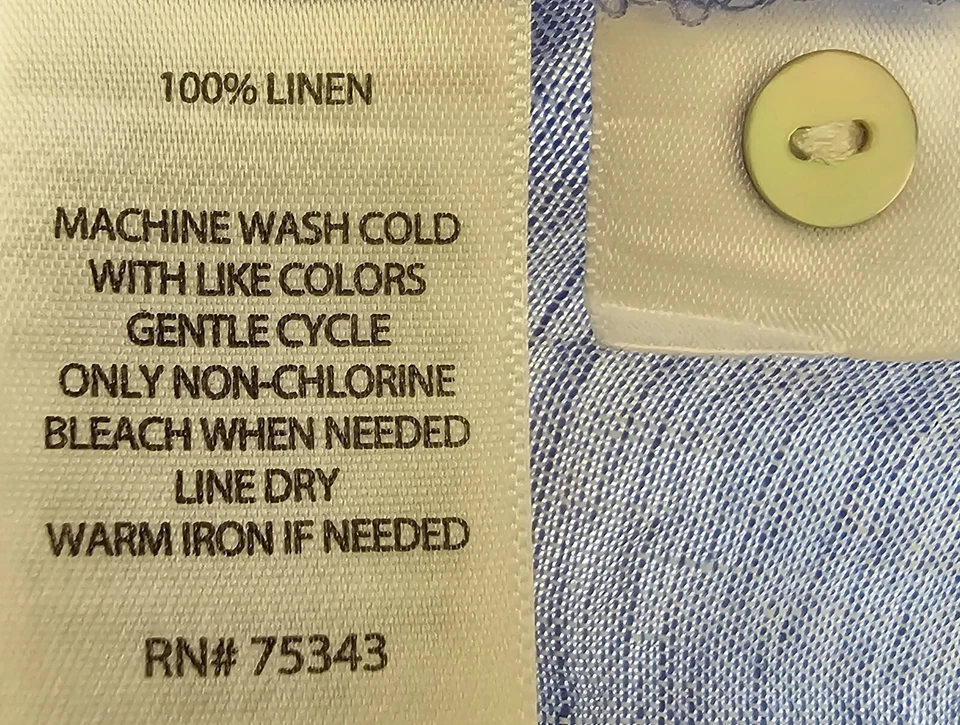 100% LINEN
MACHINE WASH COLD
WITH LIKE COLORS
GENTLE CYCLE
ONLY NON-CHLORINE
BLEACH WHEN NEEDED
LINE DRY
WARM IRON IF NEEDED
RN# 75343